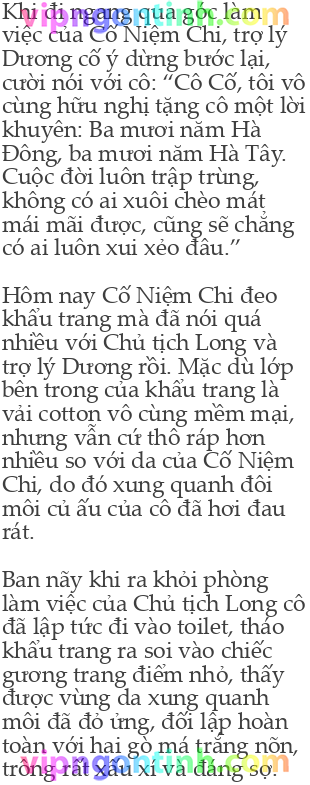 vipngontinh.com
Khi đi ngang qua góc làm
việc của Cố Niệm Chi, trợ lý
Dương cố ý dừng bước lại,
cười nói với cô: “Cô Cố, tôi vô
cùng hữu nghị tặng cô một lời
khuyên: Ba mươi năm Hà
Đông, ba mươi năm Hà Tây.
Cuộc đời luôn trập trùng,
không có ai xuôi chèo mát
mái mãi được, cũng sẽ chẳng
có ai luôn xui xẻo đâu.”
Hôm nay Cố Niệm Chi đeo
khẩu trang mà đã nói quá
nhiều với Chủ tịch Long và
trợ lý Dương rồi. Mặc dù lớp
bên trong của khẩu trang là
vải cotton vô cùng mềm mại,
nhưng vẫn cứ thô ráp hơn
nhiều so với da của Cố Niệm
Chi, do đó xung quanh đôi
môi củ ấu của cô đã hơi đau
rát.
Ban nãy khi ra khỏi phòng
làm việc của Chủ tịch Long cô
đã lập tức đi vào toilet, tháo
khẩu trang ra soi vào chiếc
gương trang điểm nhỏ, thấy
được vùng da xung quanh
môi đã đỏ ửng, đối lập hoàn
toàn với hai gò má trắng nõn,
trông rất xấu xí và đáng sợ.
vipngontinh.com